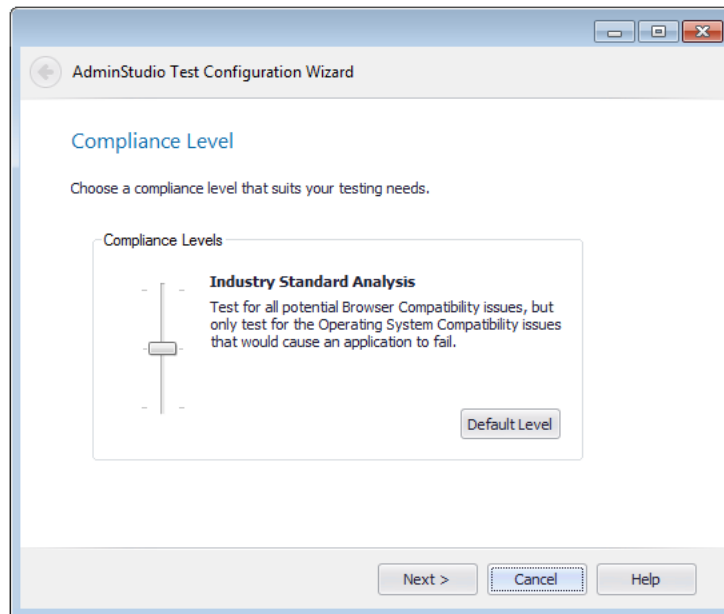 AdminStudio Test Configuration Wizard
Compliance Level
Choose a compliance level that suits your testing needs.
Compliance Levels
Industry Standard Analysis
Test for all potential Browser Compatibility issues, but
only test for the Operating System Compatibility issues
that would cause an application to fail.
Default Level
Next >
Cancel
Help